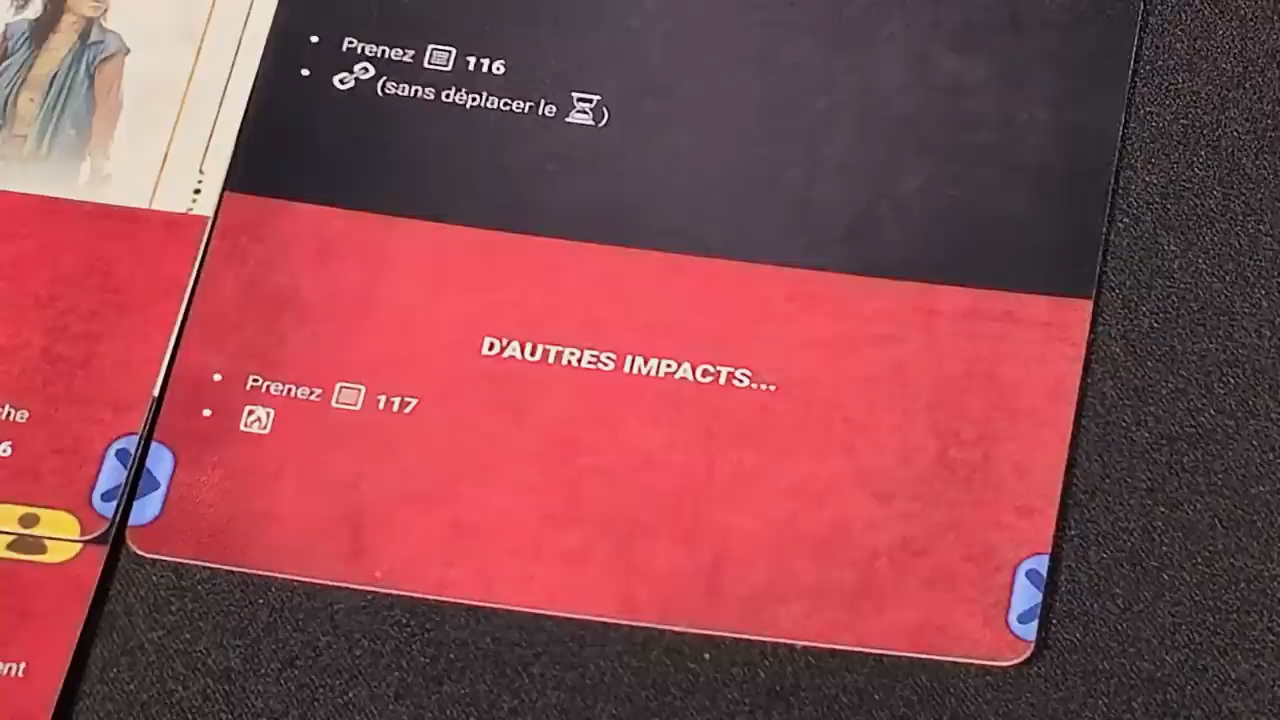 Prenez 116
(sans déplacer le )
D'AUTRES IMPACTS...
Prenez 117
che
6
ent